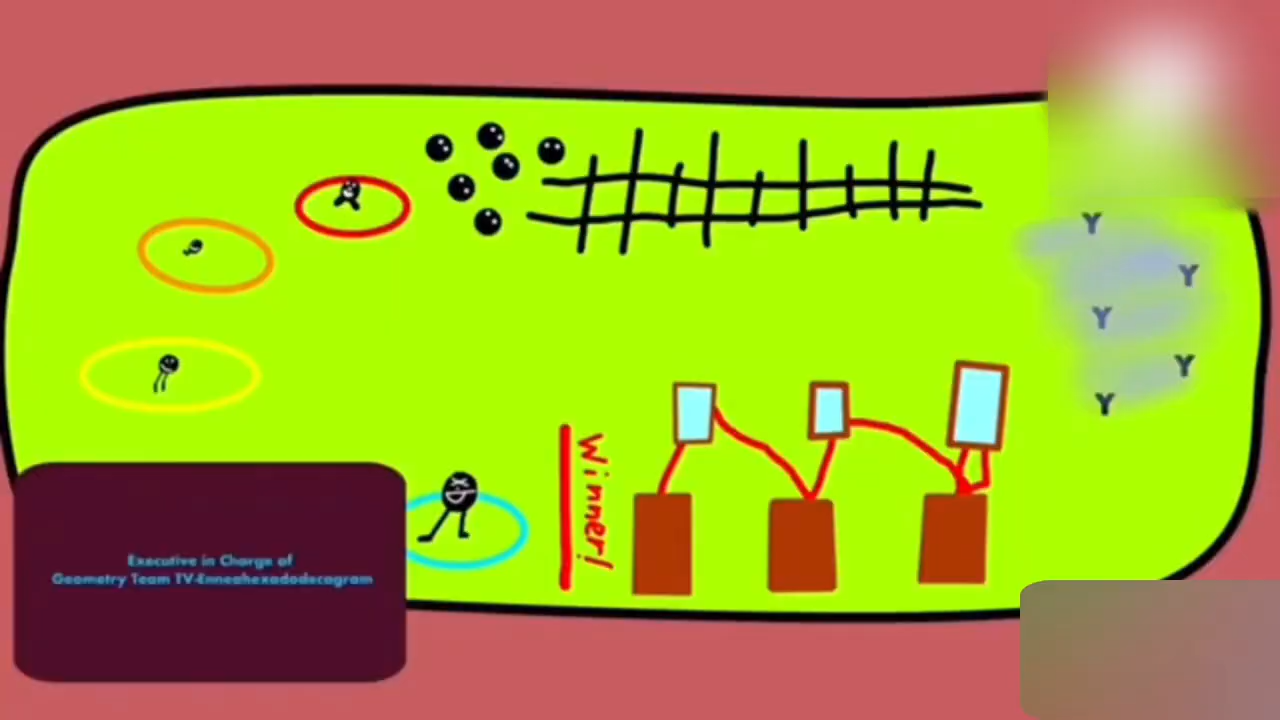 Y
Y
Y
Y
Y
Winner!
Executive in Charge of
Geometry Team TV-Enneahexadodecagram